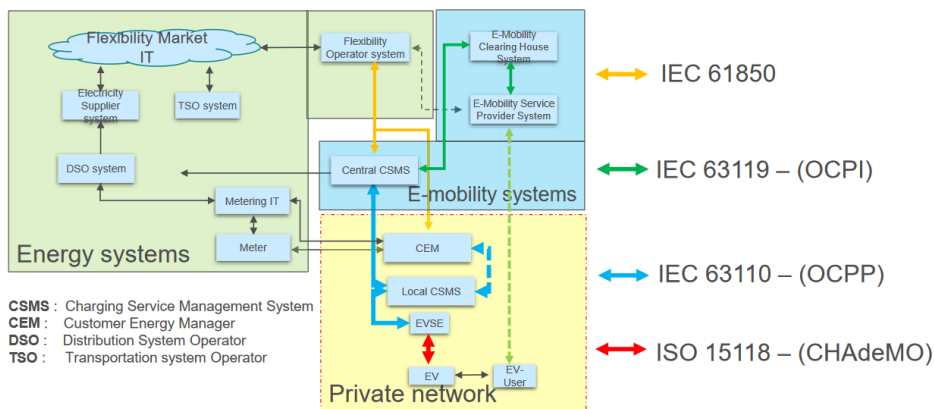 Flexibility Market
IT
Flexibility
Operator system
E-Mobility
Clearing House
System
IEC 61850
Electricity
Supplier
system
TSO system
E-Mobility Service
Provider System
DSO system
Central CSMS
IEC 63119 – (OCPI)
E-mobility systems
Metering IT
Meter
Energy systems
CEM
IEC 63110 – (OCPP)
Local CSMS
CSMS : Charging Service Management System
CEM : Customer Energy Manager
DSO : Distribution System Operator
TSO : Transportation system Operator
EVSE
ISO 15118 – (CHAdeMO)
EV
EV-
User
Private network